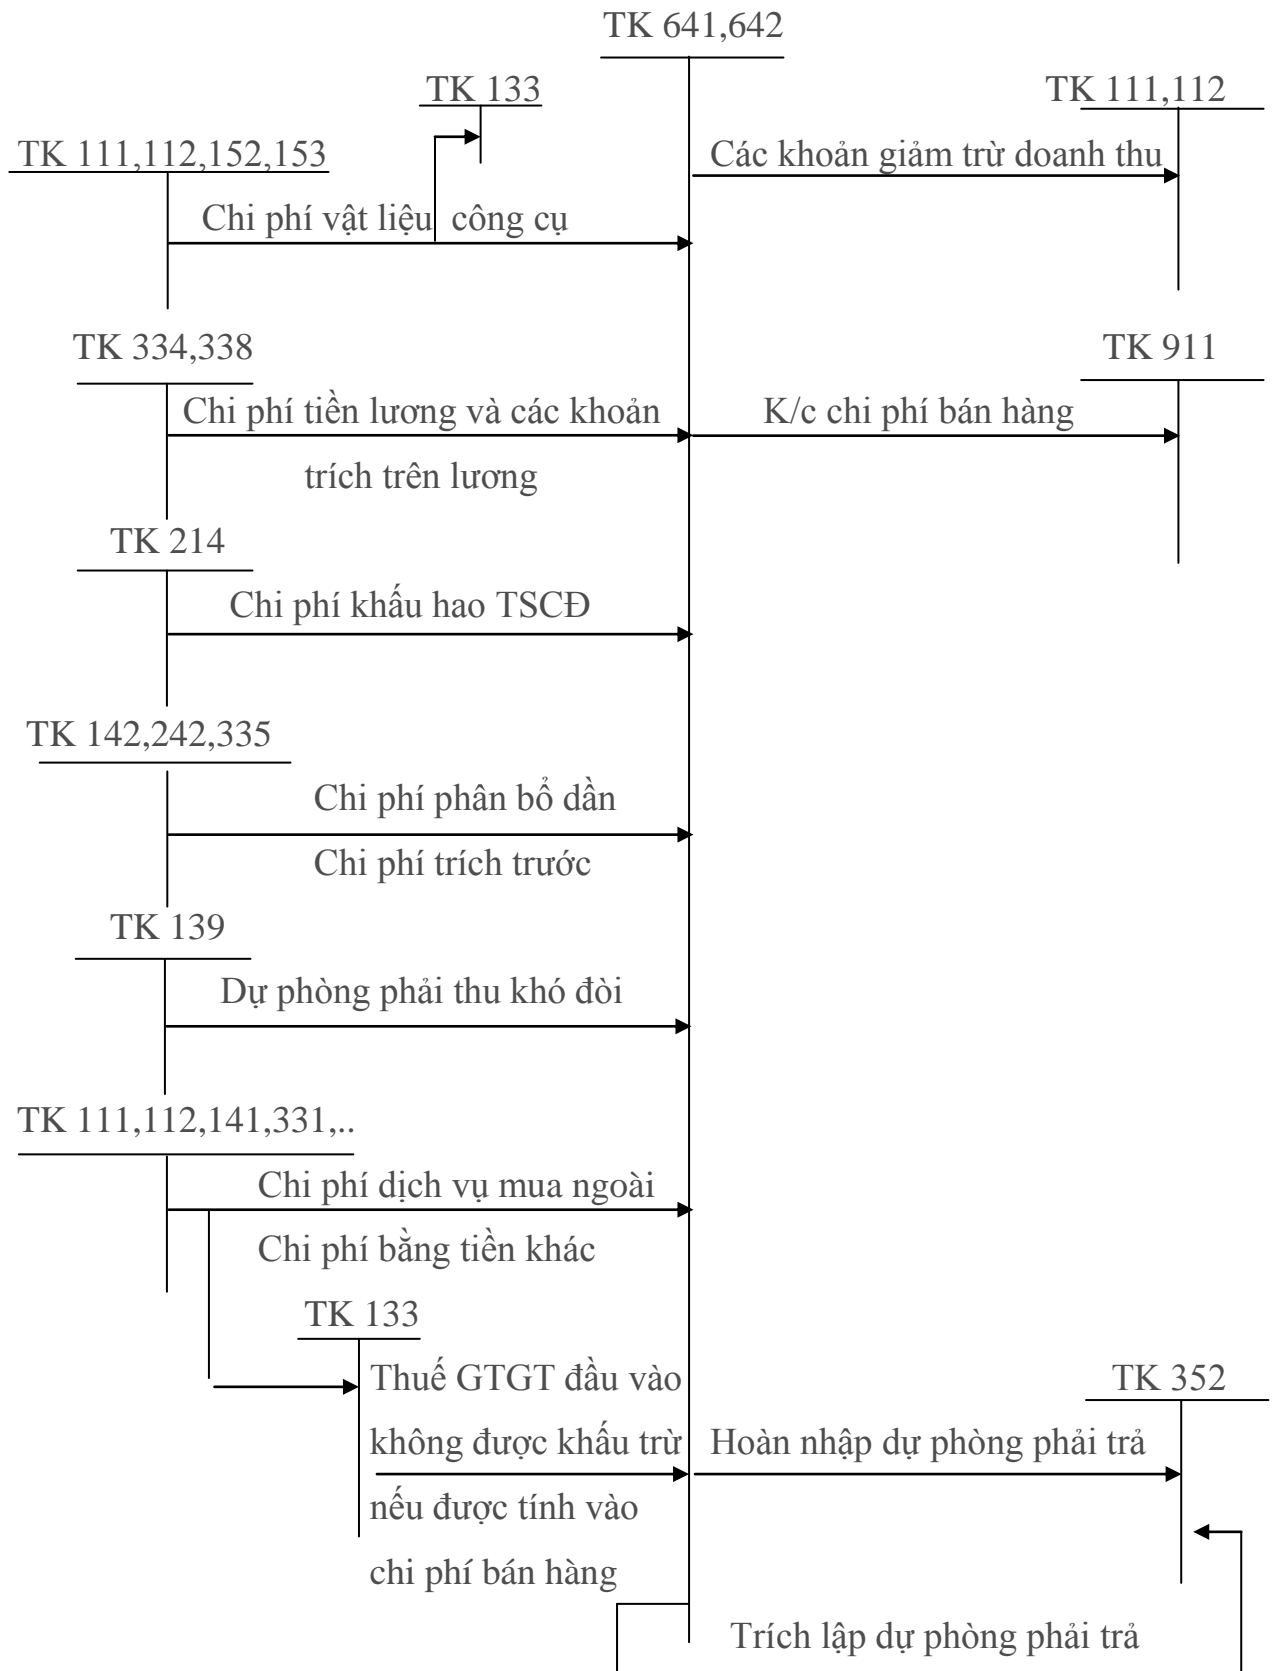 TK 641,642
TK 133
TK 111,112
TK 111,112,152,153
Các khoản giảm trừ doanh thu
Chi phí vật liệu công cụ
TK 334,338
TK 911
Chi phí tiền lương và các khoản
K/c chi phí bán hàng
trích trên lương
TK 214
Chi phí khấu hao TSCĐ
TK 142,242,335
Chi phí phân bổ dần
Chi phí trích trước
TK 139
Dự phòng phải thu khó đòi
TK 111,112,141,331,..
Chi phí dịch vụ mua ngoài
Chi phí bằng tiền khác
TK 133
Thuế GTGT đầu vào
TK 352
không được khấu trừ
Hoàn nhập dự phòng phải trả
nếu được tính vào
chi phí bán hàng
Trích lập dự phòng phải trả